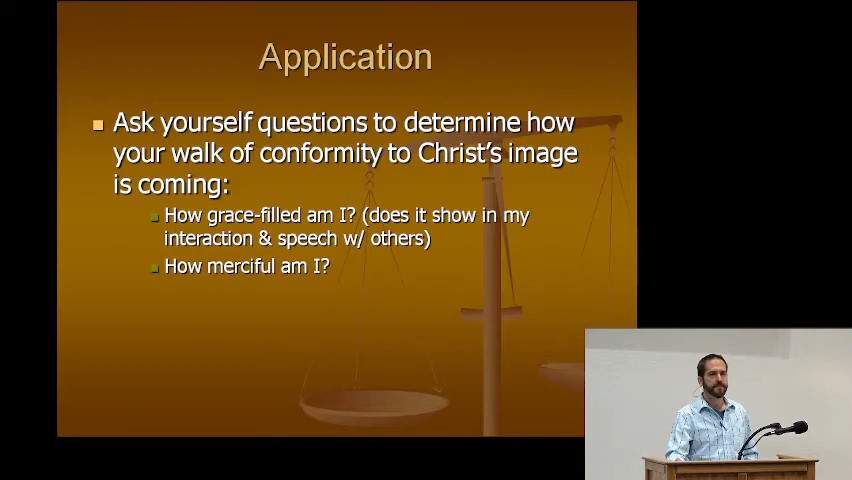 Application
Ask yourself questions to determine how
your walk of conformity to Christ's image
is coming:
How grace-filled am I? (does it show in my
interaction & speech w/ others)
How merciful am I?